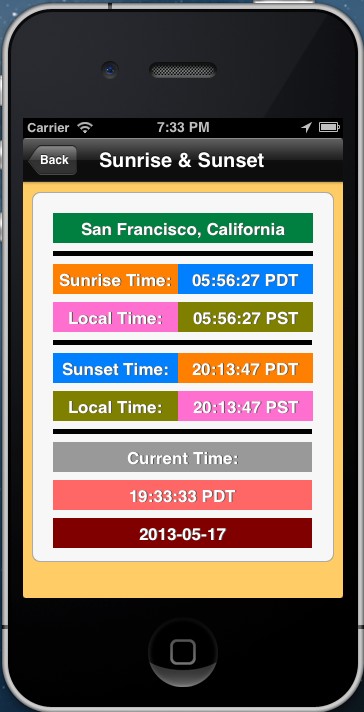 Carrier 7:33 PM
Back Sunrise & Sunset
San Francisco, California
Sunrise Time: 05:56:27 PDT
Local Time: 05:56:27 PST
Sunset Time: 20:13:47 PDT
Local Time: 20:13:47 PST
Current Time:
19:33:33 PDT
2013-05-17